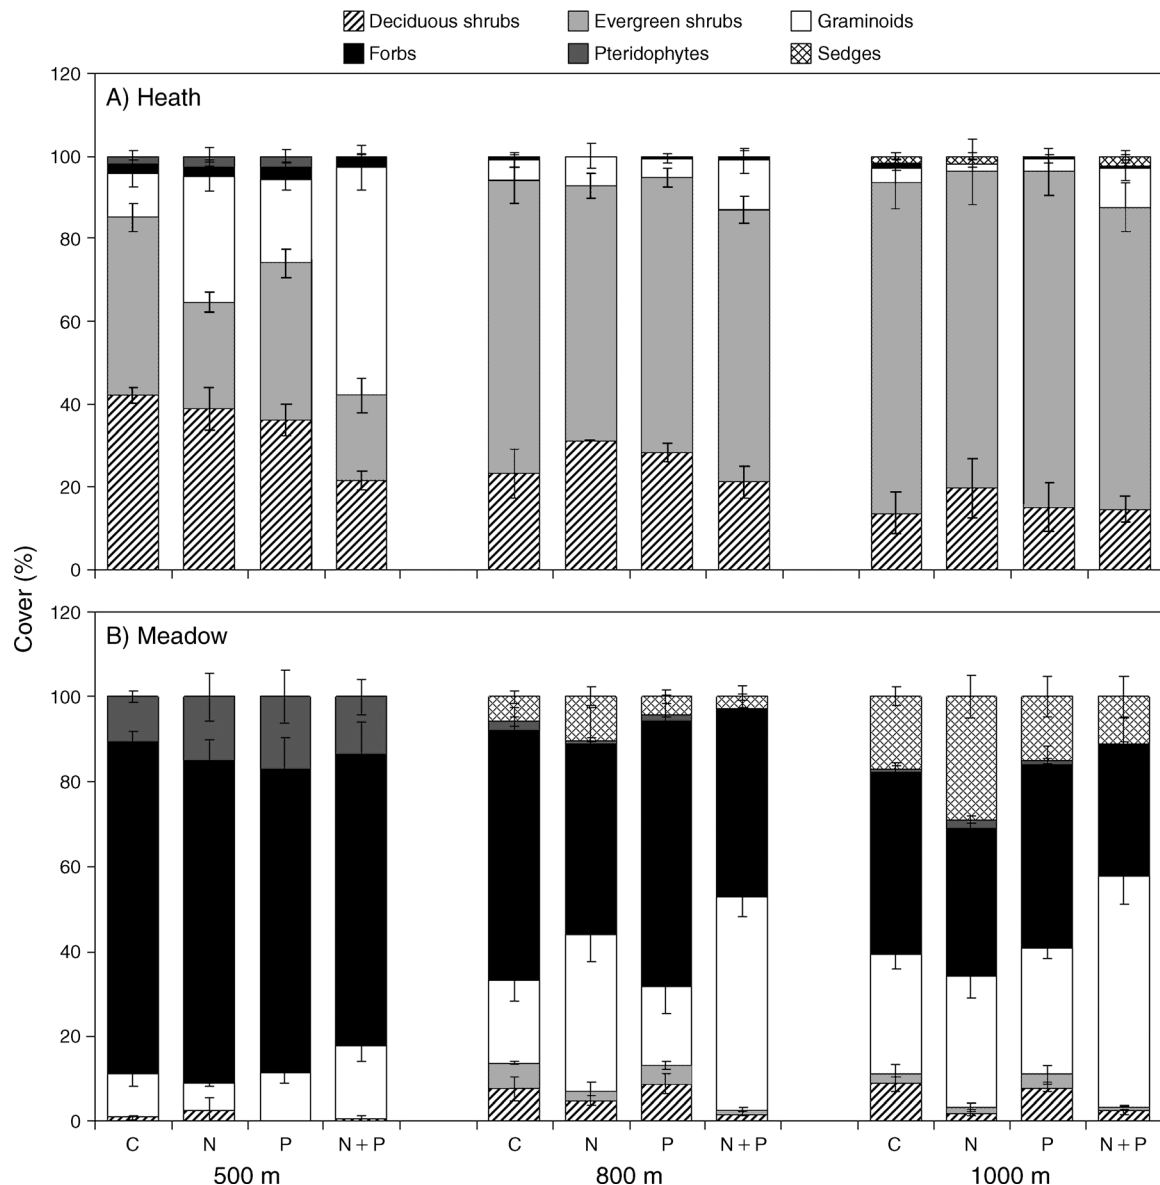 Deciduous shrubs Evergreen shrubs Graminoids
Forbs Pteridophytes Sedges
120
A) Heath
100
80
60
40
20
0
Cover (%)
120
B) Meadow
100
80
60
40
20
0
C N P N + P C N P N + P C N P N + P
500 m 800 m 1000 m